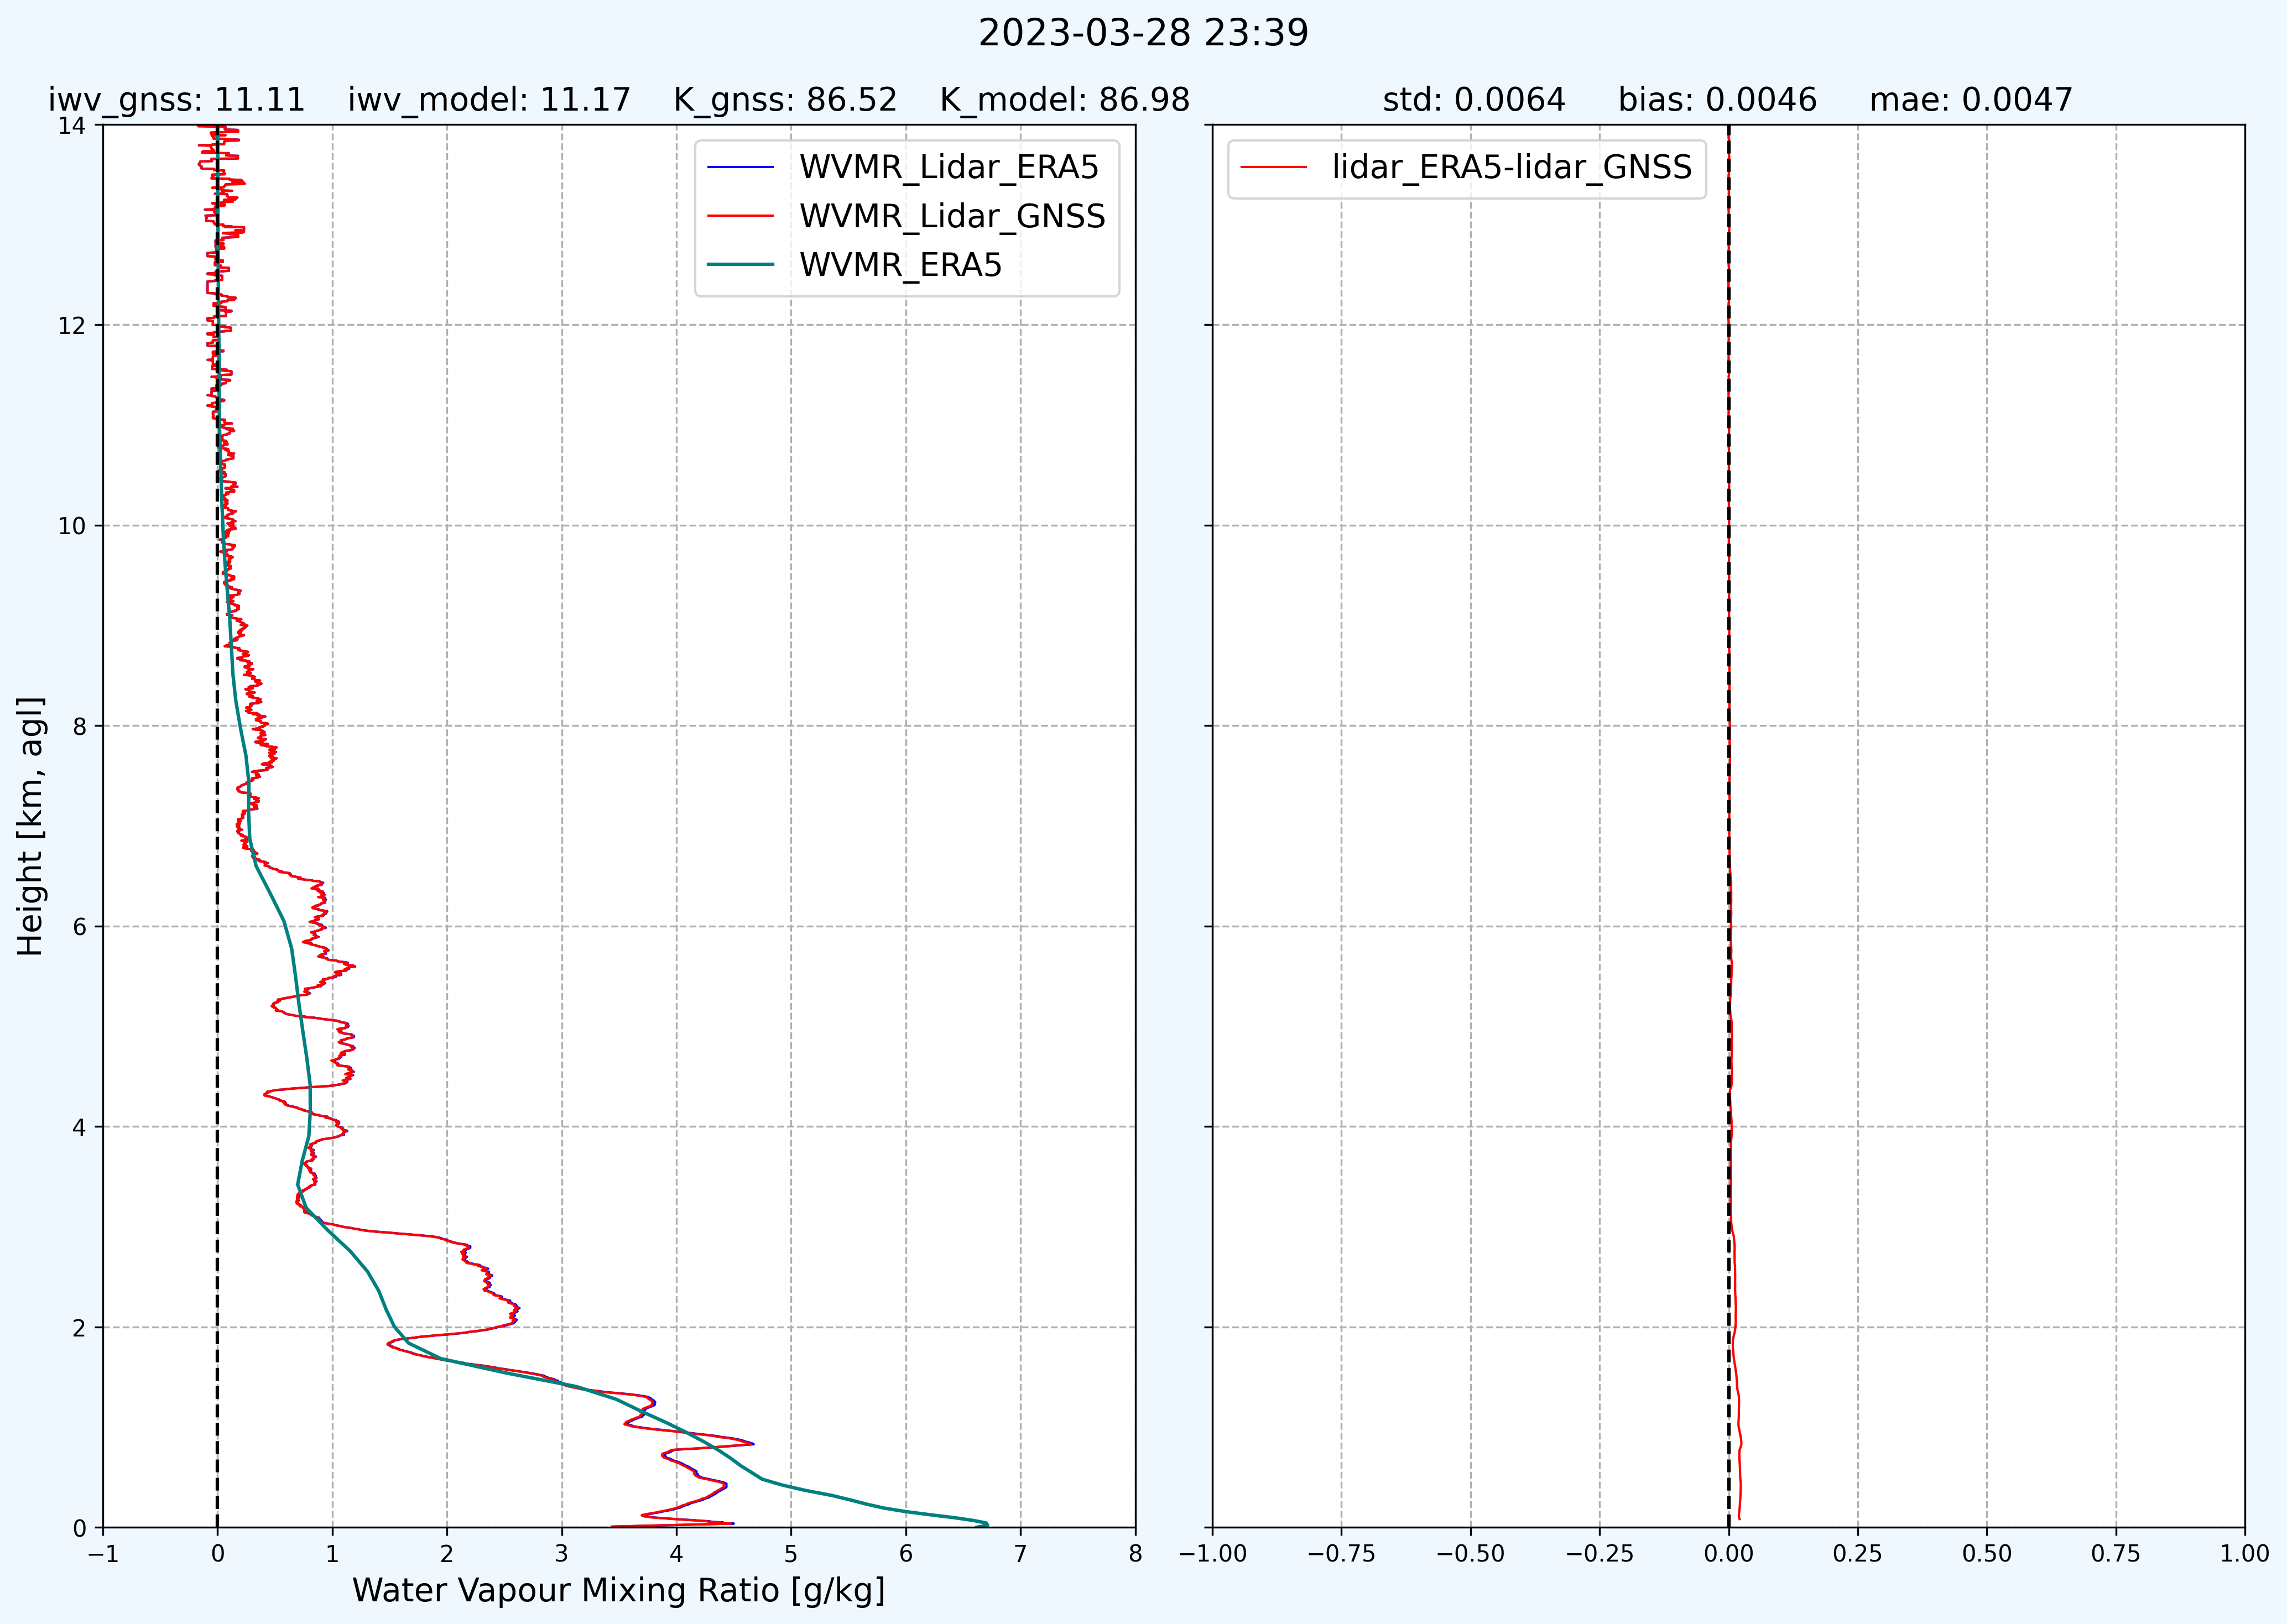 2023-03-28 23:39
iwv_gnss: 11.11 iwv_model: 11.17 K_gnss: 86.52 K_model: 86.98
std: 0.0064 bias: 0.0046 mae: 0.0047
WVMR_Lidar_ERA5
WVMR_Lidar_GNSS
WVMR_ERA5
lidar_ERA5-lidar_GNSS
Height [km, agl]
14
12
10
8
6
4
2
0
−1 0 1 2 3 4 5 6 7 8
Water Vapour Mixing Ratio [g/kg]
−1.00 −0.75 −0.50 −0.25 0.00 0.25 0.50 0.75 1.00